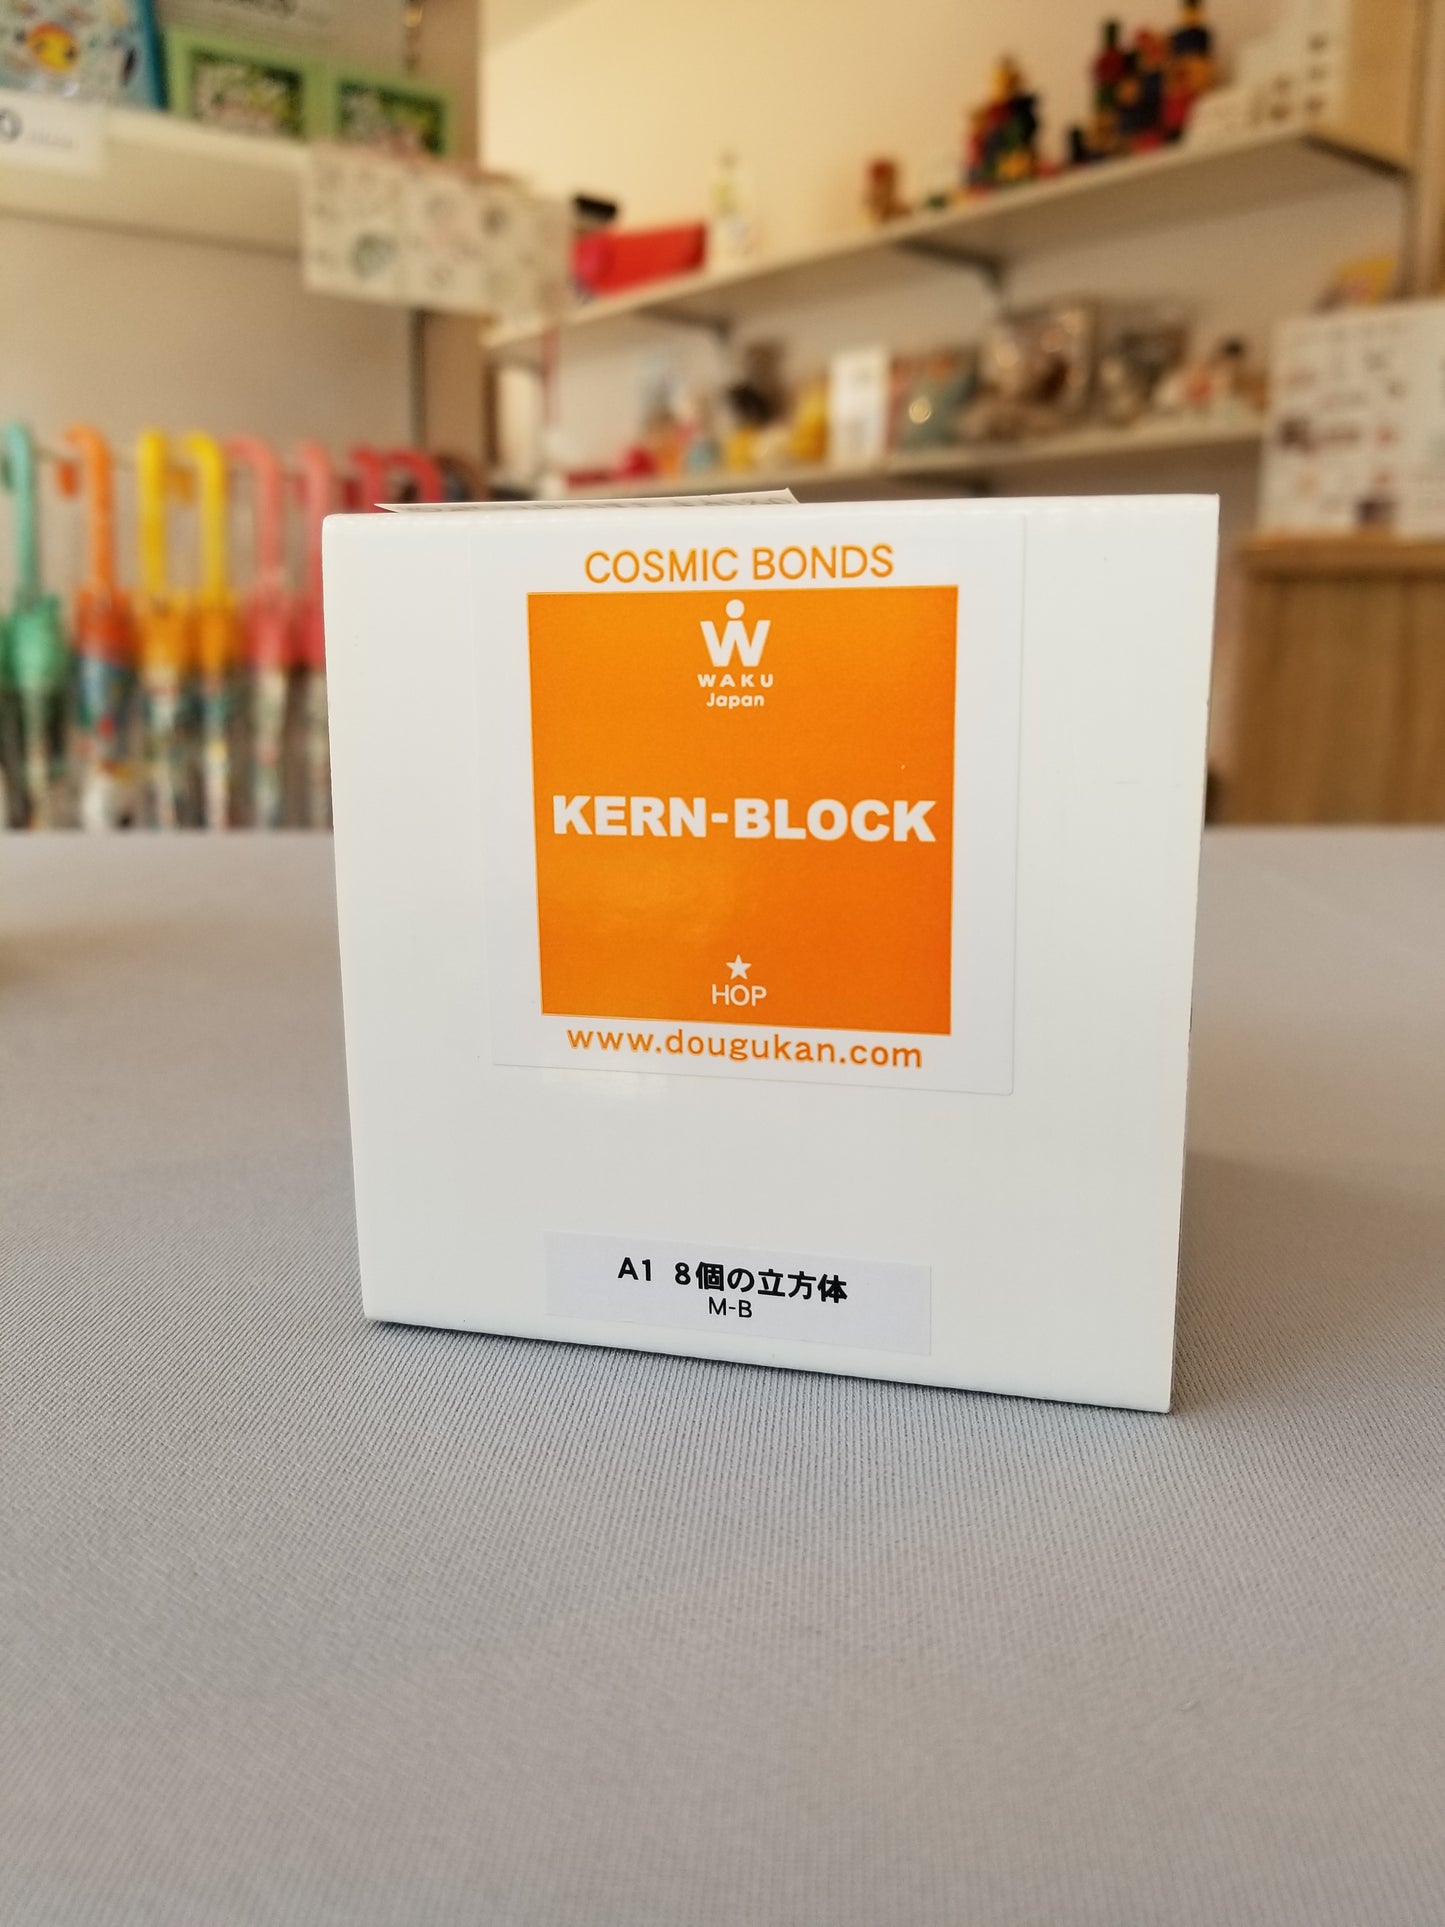 COSMIC BONDS
W
WAKU
Japan
KERN-BLOCK
HOP
www.dougukan.com
A1 8個の立方体
M-B